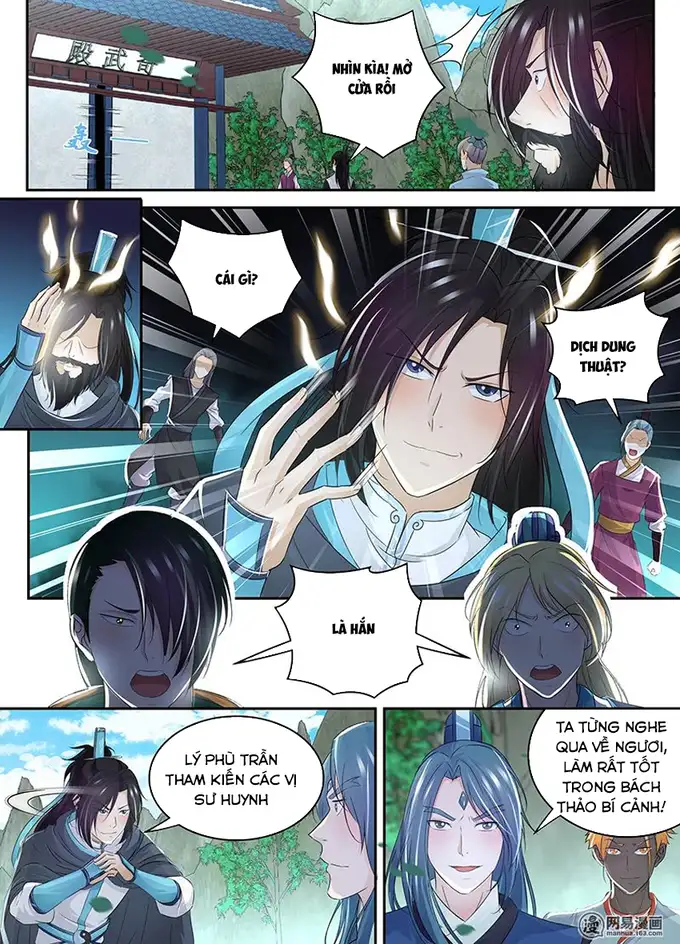 奇武殿
轰
NHÌN KÌA! MỞ
CỬA RỒI
CÁI GÌ?
DỊCH DUNG
THUẬT?
LÀ HẮN
LÝ PHÙ TRẦN
THAM KIẾN CÁC VỊ
SƯ HUYNH
TA TỪNG NGHE
QUA VỀ NGƯƠI,
LÀM RẤT TỐT
TRONG BÁCH
THẢO BÍ CẢNH!
网易漫画
manhua.163.com